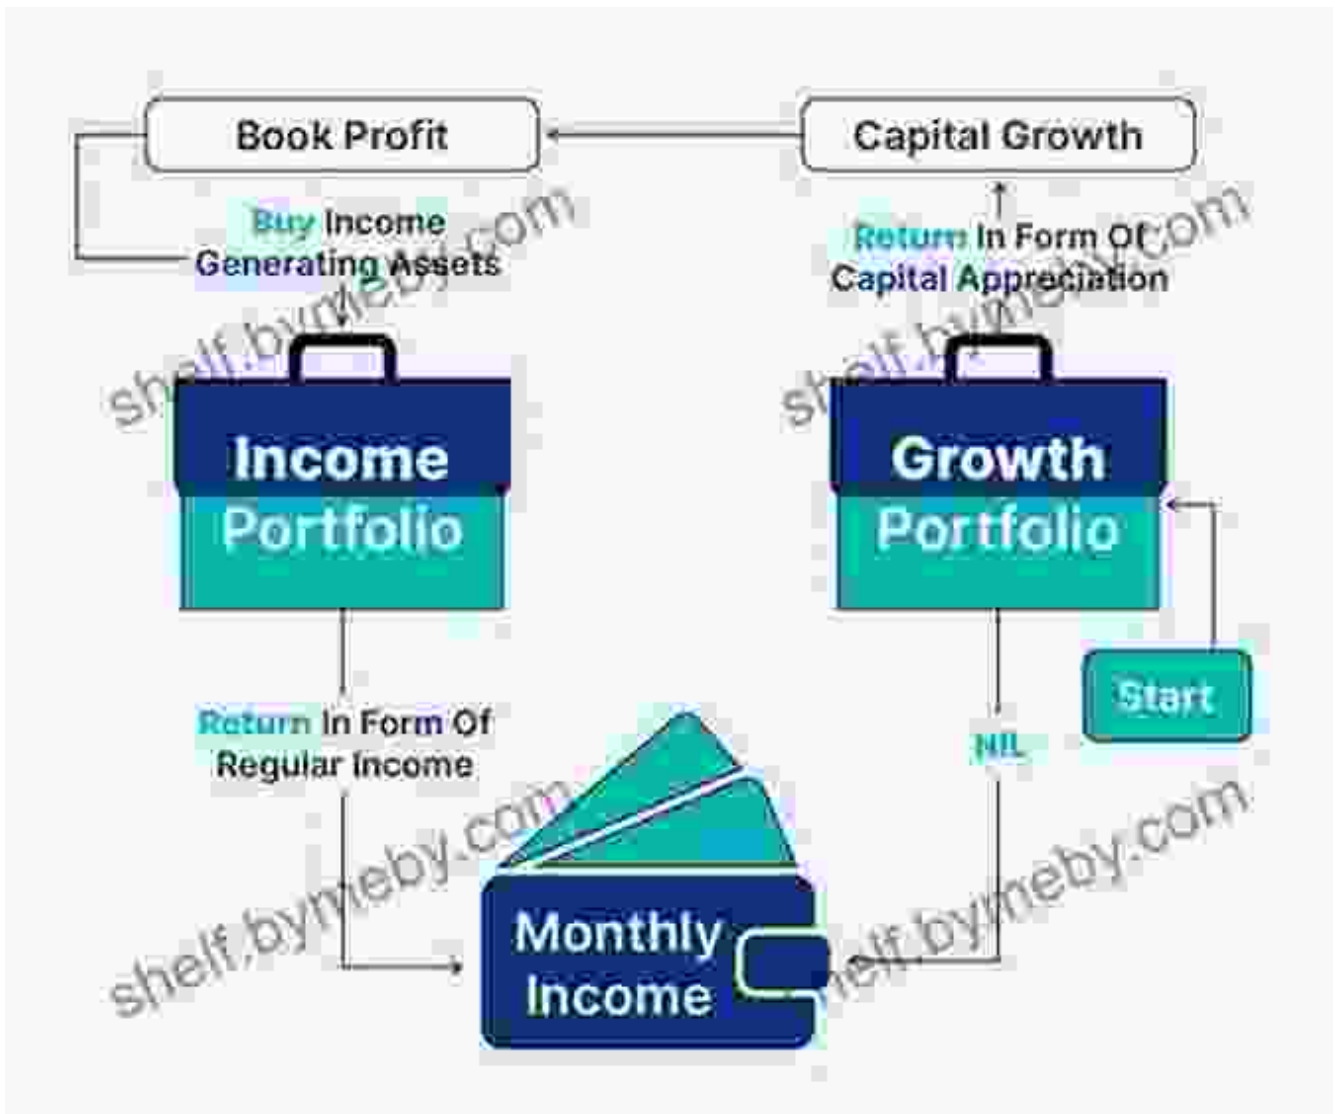 Book Profit
Capital Growth
Buy Income
Generating Assets
Return In Form Of
Capital Appreciation
Income
Portfolio
Growth
Portfolio
Start
Return In Form Of
Regular Income
NIL
Monthly
Income
shelf.bymeby.com
shelf.bymeby.com
shelf.bymeby.com
shelf.bymeby.com